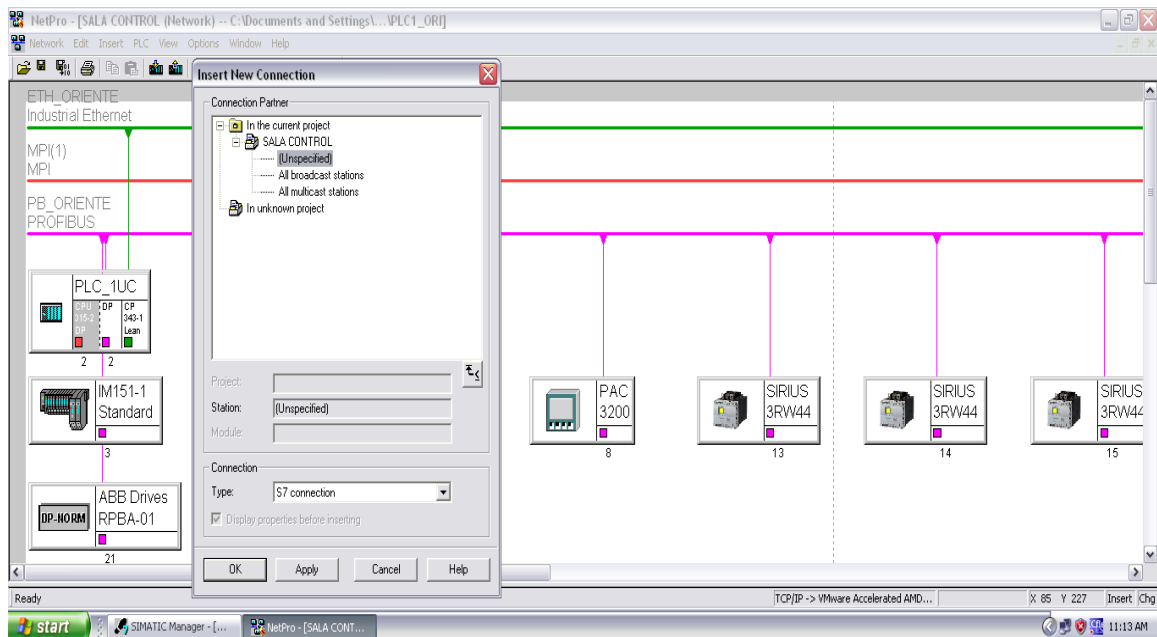 NetPro - [SALA CONTROL (Network) -- C:\Documents and Settings\...\PLC1_ORI]
Network Edit Insert PLC View Options Window Help
Insert New Connection
ETH_ORIENTE
Industrial Ethernet
MPI(1)
MPI
PB_ORIENTE
PROFIBUS
Connection Partner
In the current project
SALA CONTROL
(Unspecified)
All broadcast stations
All multicast stations
In unknown project
PLC_1UC
CPU 315-2 DP
DP
CP 343-1 Lean
2 2
IM151-1
Standard
3
ABB Drives
RPBA-01
DP-NORM
21
PAC
3200
8
SIRIUS
3RW44
13
SIRIUS
3RW44
14
SIRIUS
3RW44
15
Project:
Station: (Unspecified)
Module:
Connection
Type: S7 connection
Display properties before inserting
OK Apply Cancel Help
Ready TCP/IP -> VMware Accelerated AMD... X 85 Y 227 Insert Chg
start SIMATIC Manager - [... NetPro - [SALA CONT... 11:13 AM